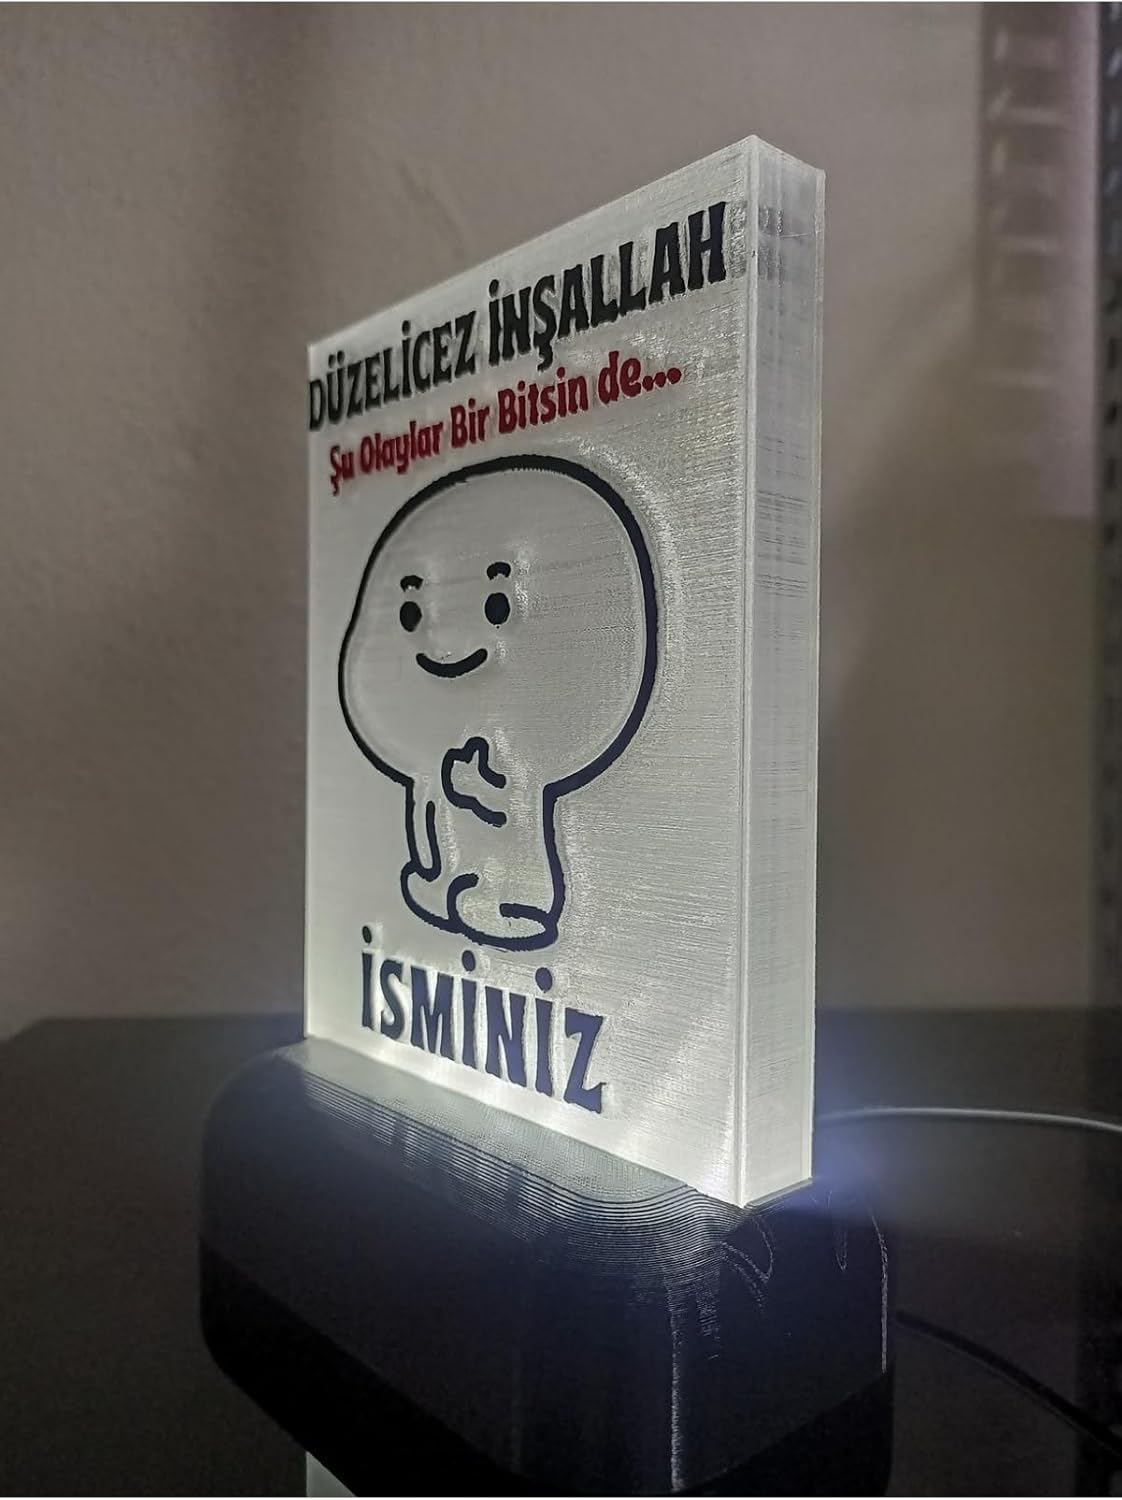 DÜZELİCEZ İNŞALLAH
Şu Olaylar Bir Bitsin de...
İSMİNİZ